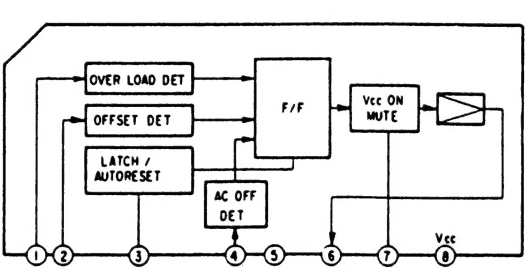 OVER LOAD DET
OFFSET DET
LATCH /
AUTORESET
AC OFF
DET
F/F
Vcc ON
MUTE
Vcc
1 2 3 4 5 6 7 8